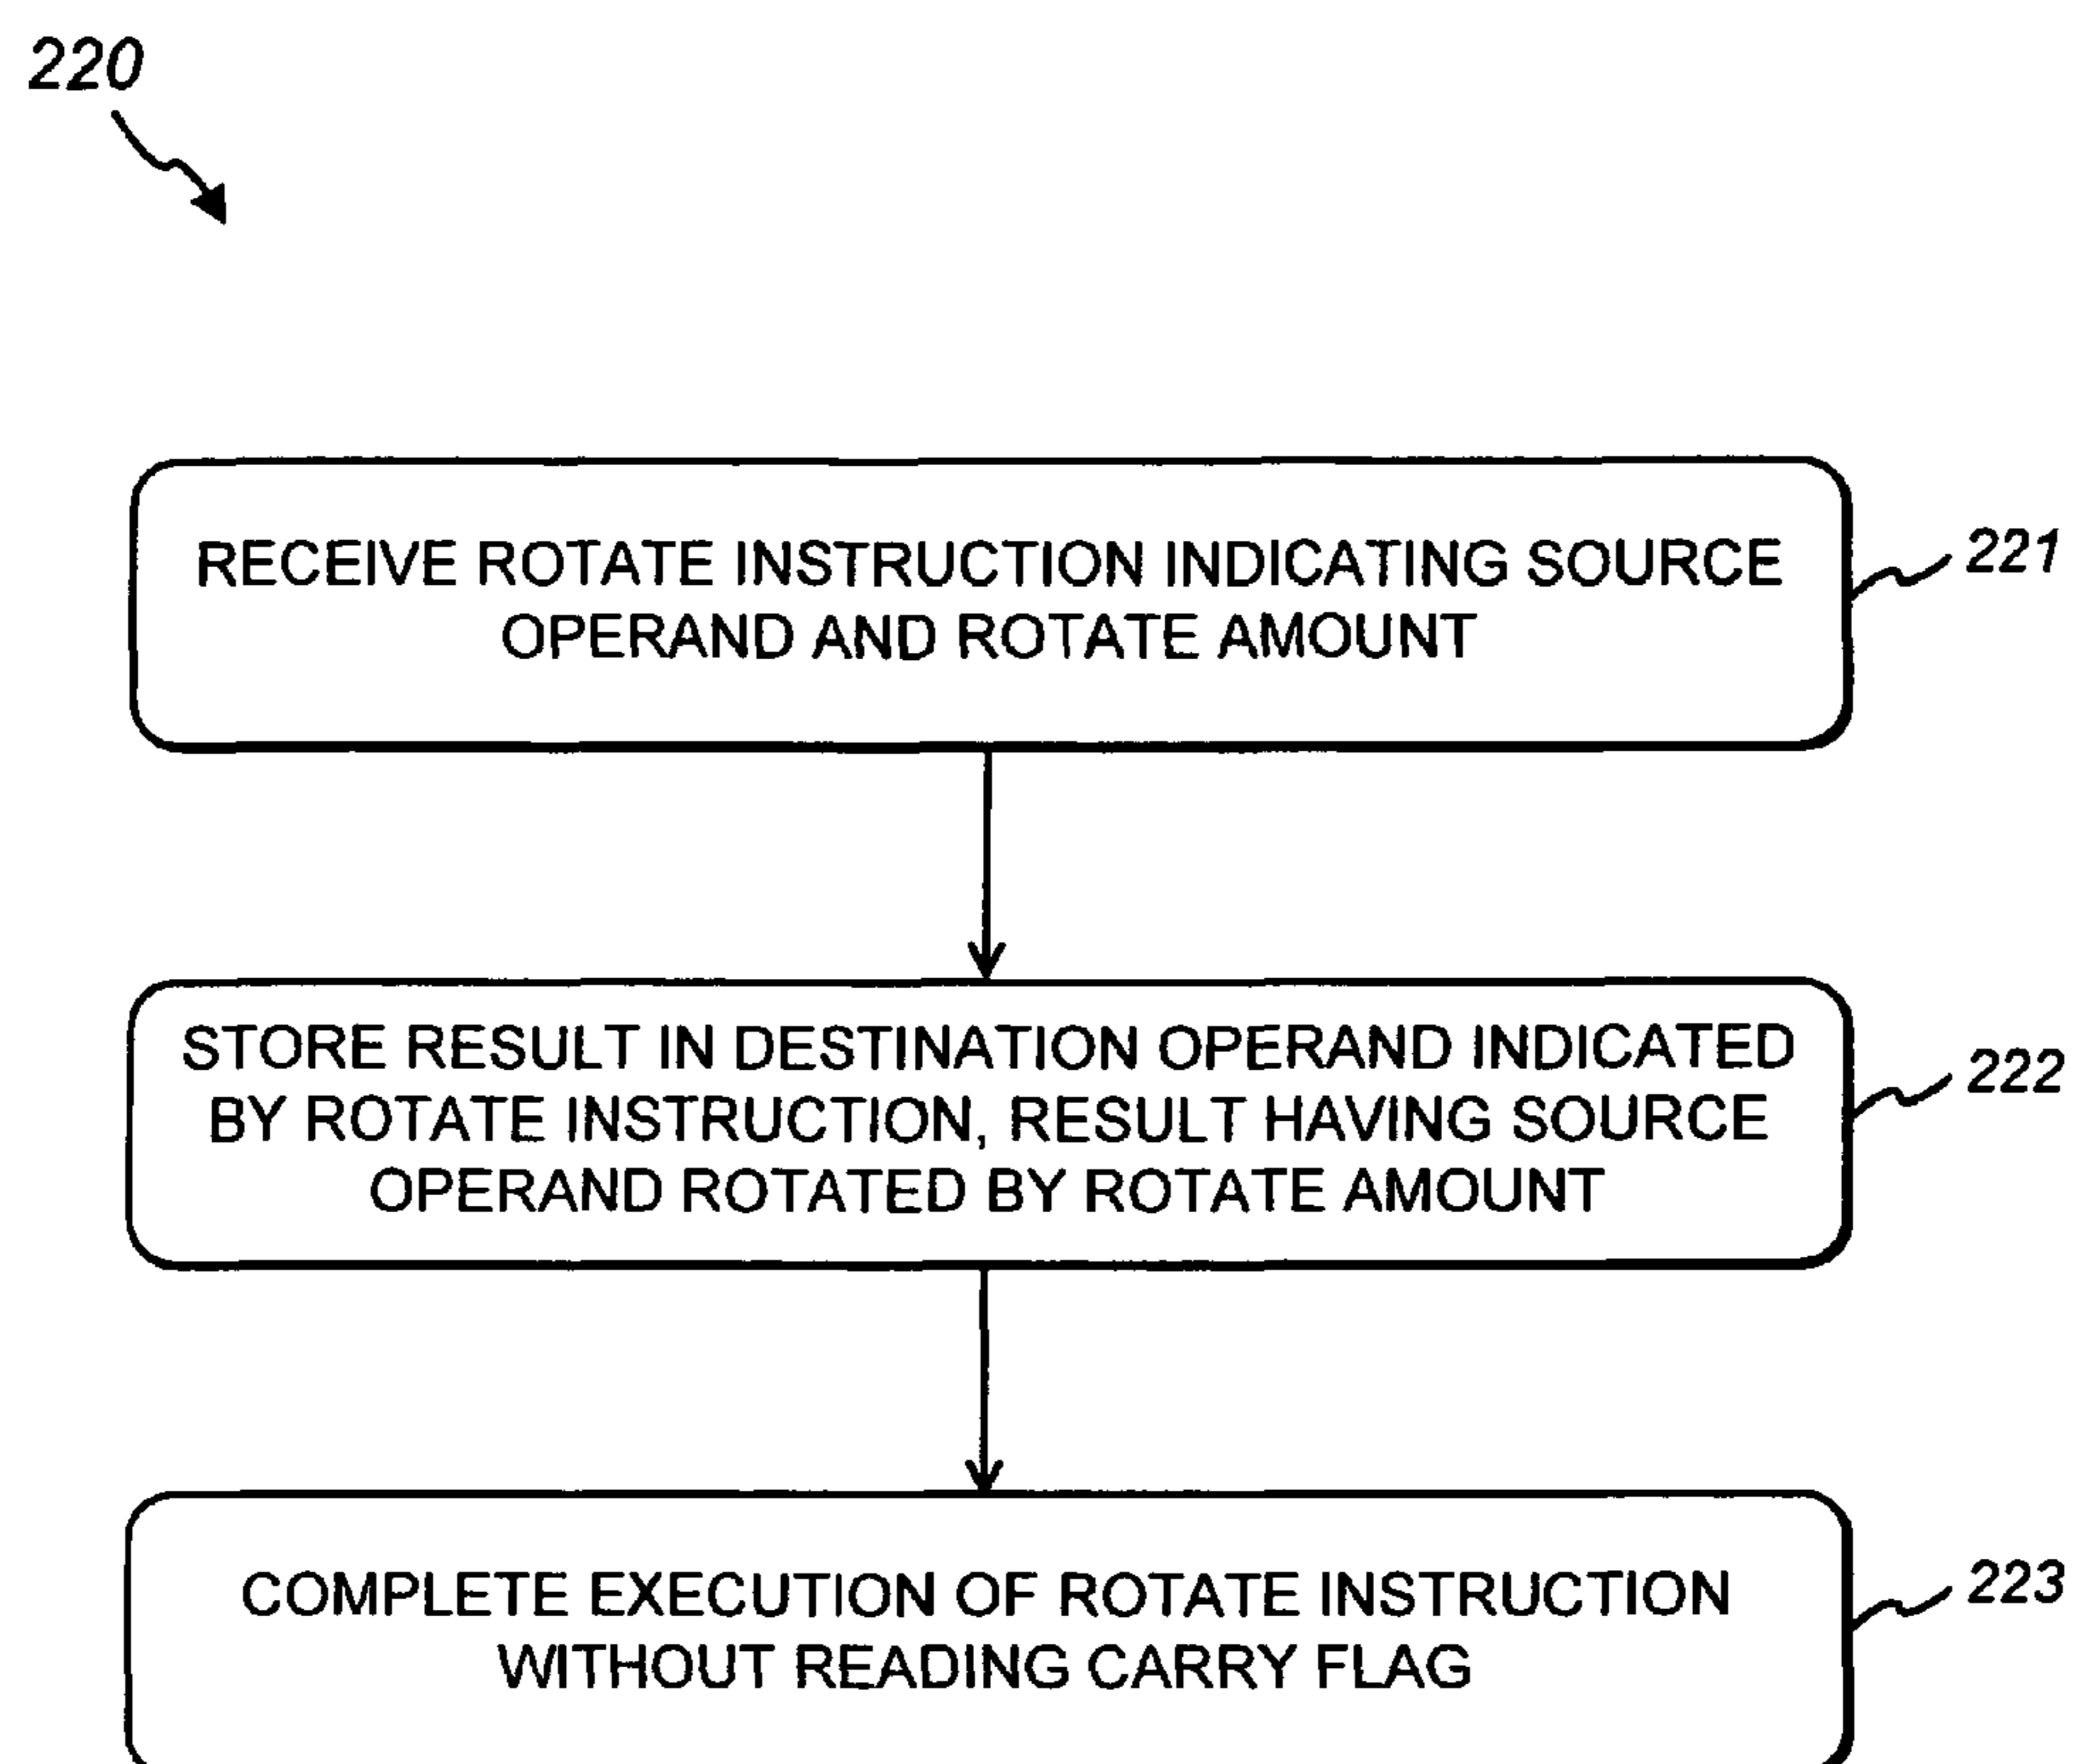 220
RECEIVE ROTATE INSTRUCTION INDICATING SOURCE
OPERAND AND ROTATE AMOUNT
221
STORE RESULT IN DESTINATION OPERAND INDICATED
BY ROTATE INSTRUCTION, RESULT HAVING SOURCE
OPERAND ROTATED BY ROTATE AMOUNT
222
COMPLETE EXECUTION OF ROTATE INSTRUCTION
WITHOUT READING CARRY FLAG
223